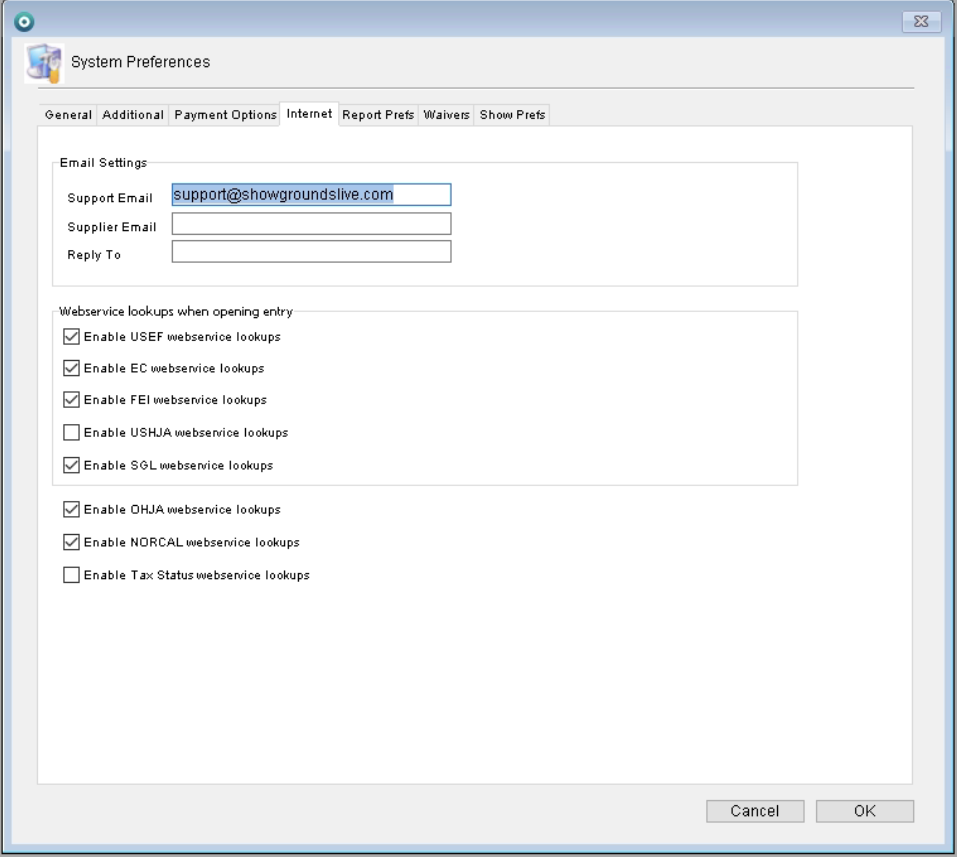 System Preferences
General Additional Payment Options Internet Report Prefs Waivers Show Prefs
Email Settings
Support Email support@showgroundslive.com
Supplier Email
Reply To
Webservice lookups when opening entry
Enable USEF webservice lookups
Enable EC webservice lookups
Enable FEI webservice lookups
Enable USHJA webservice lookups
Enable SGL webservice lookups
Enable OHJA webservice lookups
Enable NORCAL webservice lookups
Enable Tax Status webservice lookups
Cancel OK